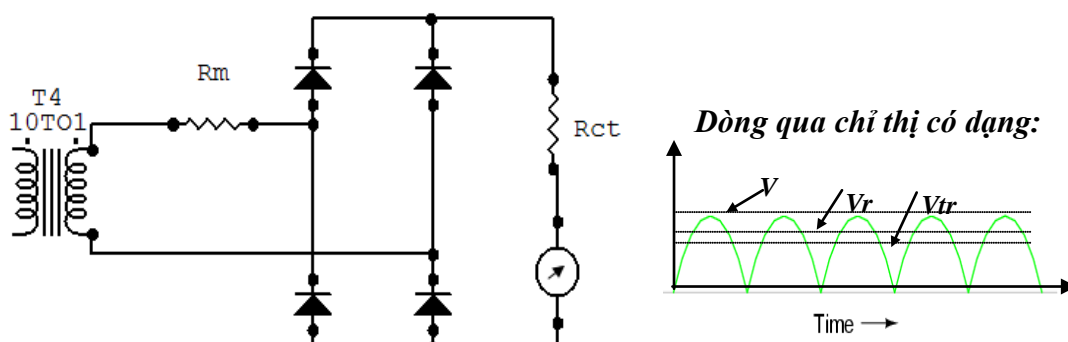 T4
10TO1
Rm
Rct
Dòng qua chỉ thị có dạng:
V
Vr
Vtr
Time